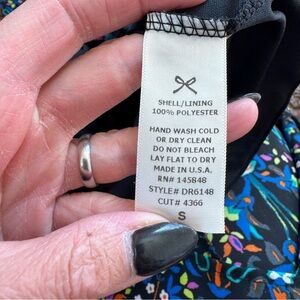 SHELL/LINING
100% POLYESTER
HAND WASH COLD
OR DRY CLEAN
DO NOT BLEACH
LAY FLAT TO DRY
MADE IN U.S.A.
RN# 145848
STYLE# DR6148
CUT# 4366
S